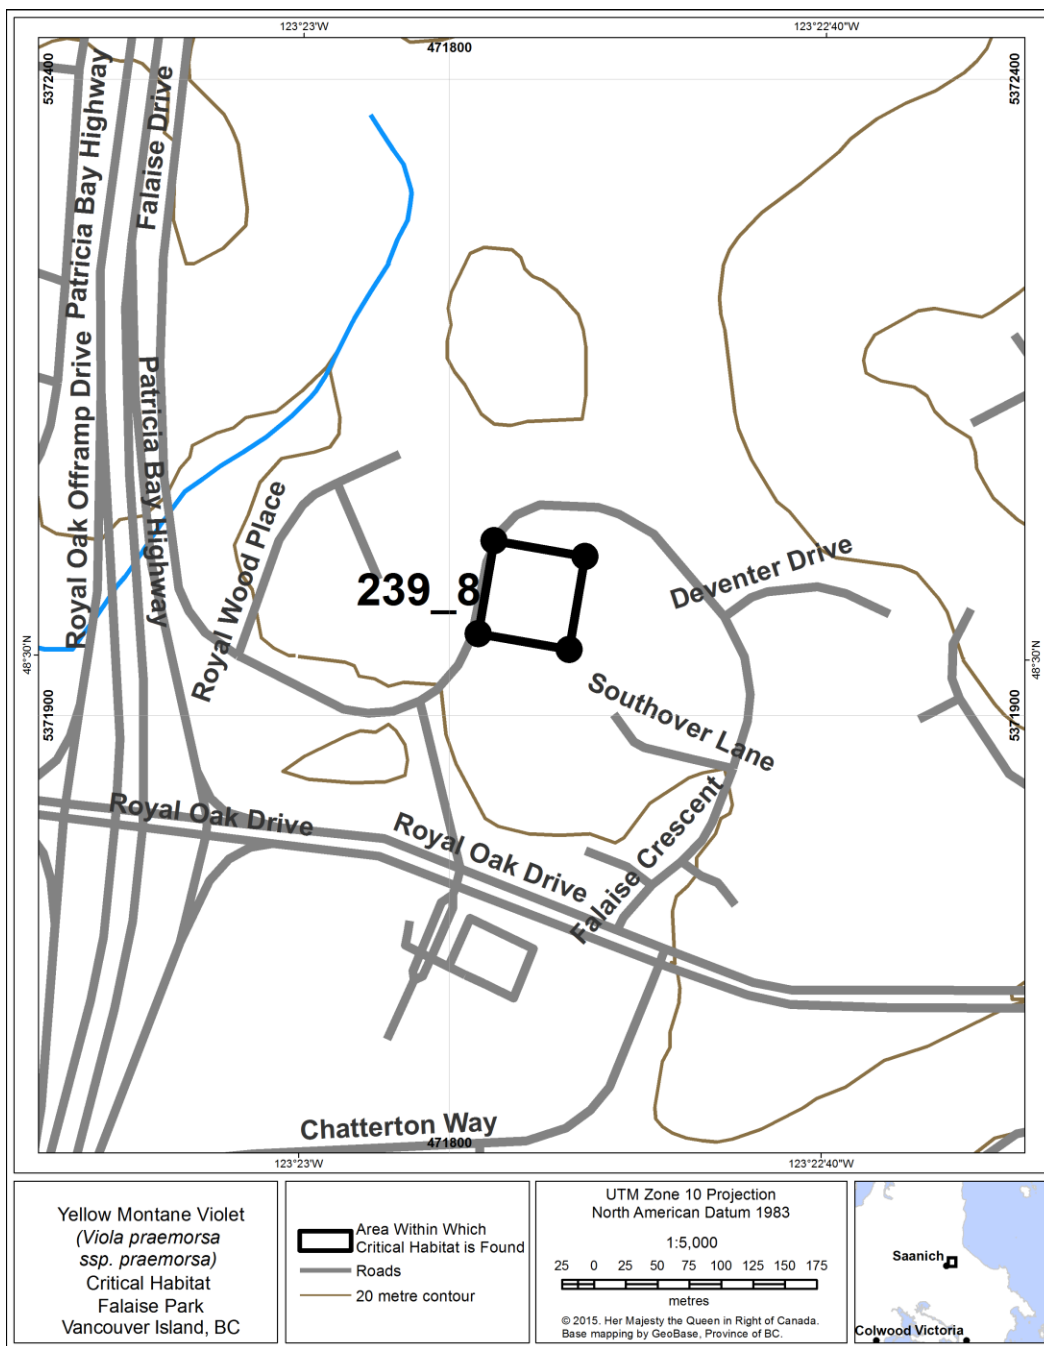 123°23'W
123°22'40"W
471800
5372400
5372400
Patricia Bay Highway
Falaise Drive
Royal Oak Offramp Drive
Patricia Bay Highway
Royal Wood Place
239_8
Deventer Drive
48°30'N
48°30'N
Southover Lane
5371900
5371900
Royal Oak Drive
Royal Oak Drive
Falaise Crescent
Chatterton Way
471800
123°23'W
123°22'40"W
Yellow Montane Violet
(Viola praemorsa
ssp. praemorsa)
Critical Habitat
Falaise Park
Vancouver Island, BC
Area Within Which
Critical Habitat is Found
Roads
20 metre contour
UTM Zone 10 Projection
North American Datum 1983
1:5,000
25 0 25 50 75 100 125 150 175
metres
© 2015. Her Majesty the Queen in Right of Canada.
Base mapping by GeoBase, Province of BC.
Saanich
Colwood Victoria